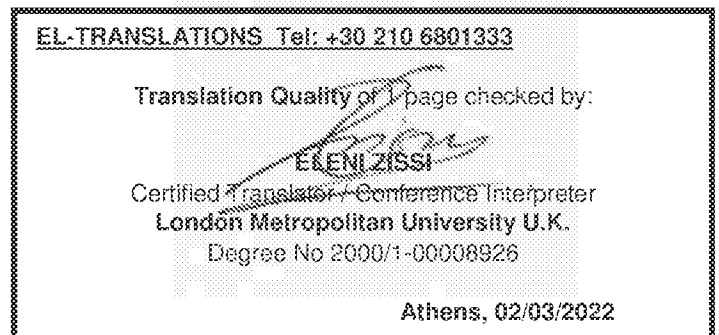 EL-TRANSLATIONS Tel: +30 210 6801333
Translation Quality of 1 page checked by:
ELENI ZISSI
Certified Translator / Conference Interpreter
London Metropolitan University U.K.
Degree No 2000/1-00008926
Athens, 02/03/2022